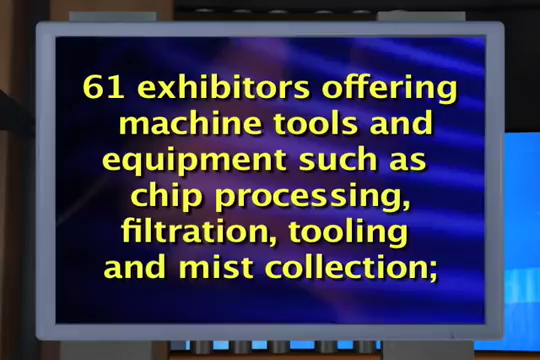 61 exhibitors offering
machine tools and
equipment such as
chip processing,
filtration, tooling
and mist collection;